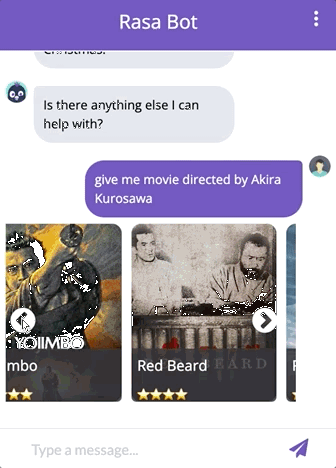 Rasa Bot
Christmas.
Is there anything else I can
help with?
give me movie directed by Akira
Kurosawa
YOJIMBO
mbo
Red Beard
Type a message...